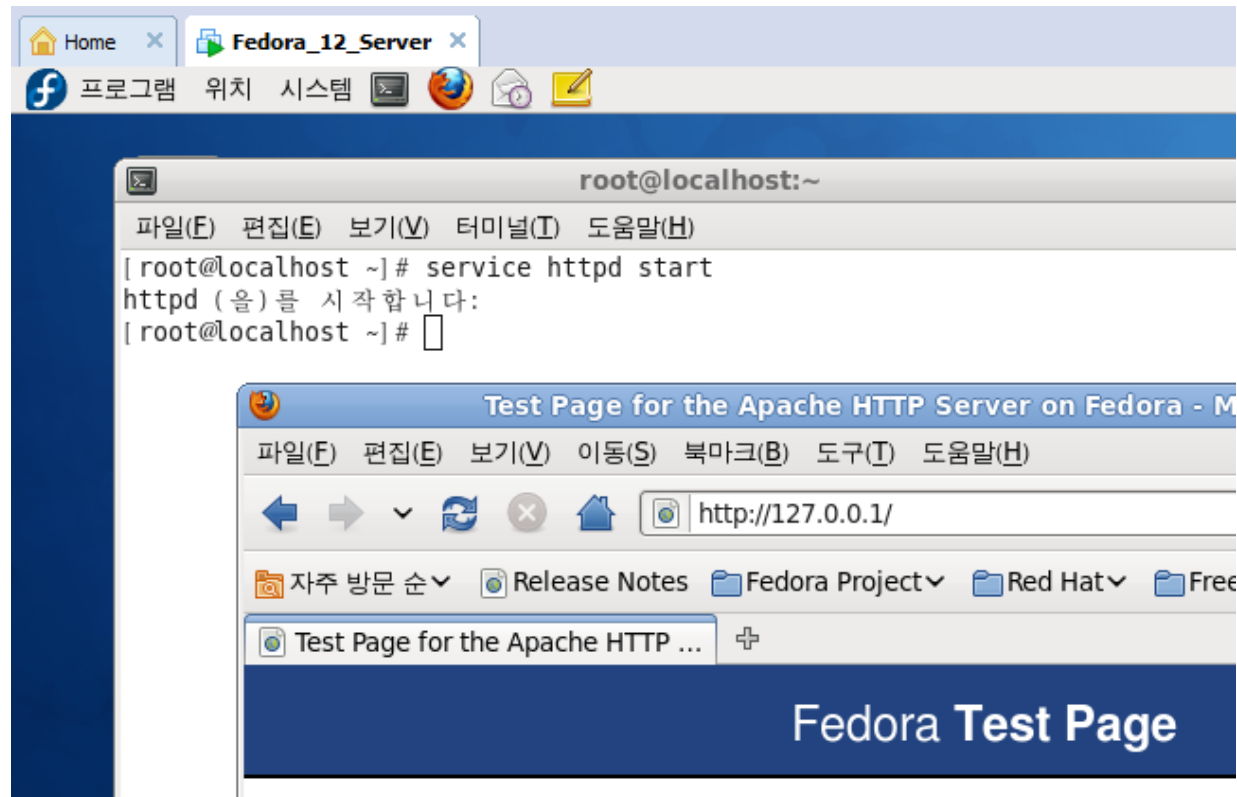 Home Fedora_12_Server
프로그램 위치 시스템
root@localhost:~
파일(F) 편집(E) 보기(V) 터미널(T) 도움말(H)
[root@localhost ~]# service httpd start
httpd (을)를 시작합니다:
[root@localhost ~]#
Test Page for the Apache HTTP Server on Fedora - M
파일(F) 편집(E) 보기(V) 이동(S) 북마크(B) 도구(T) 도움말(H)
http://127.0.0.1/
자주 방문 순 Release Notes Fedora Project Red Hat Free
Test Page for the Apache HTTP ...
Fedora Test Page